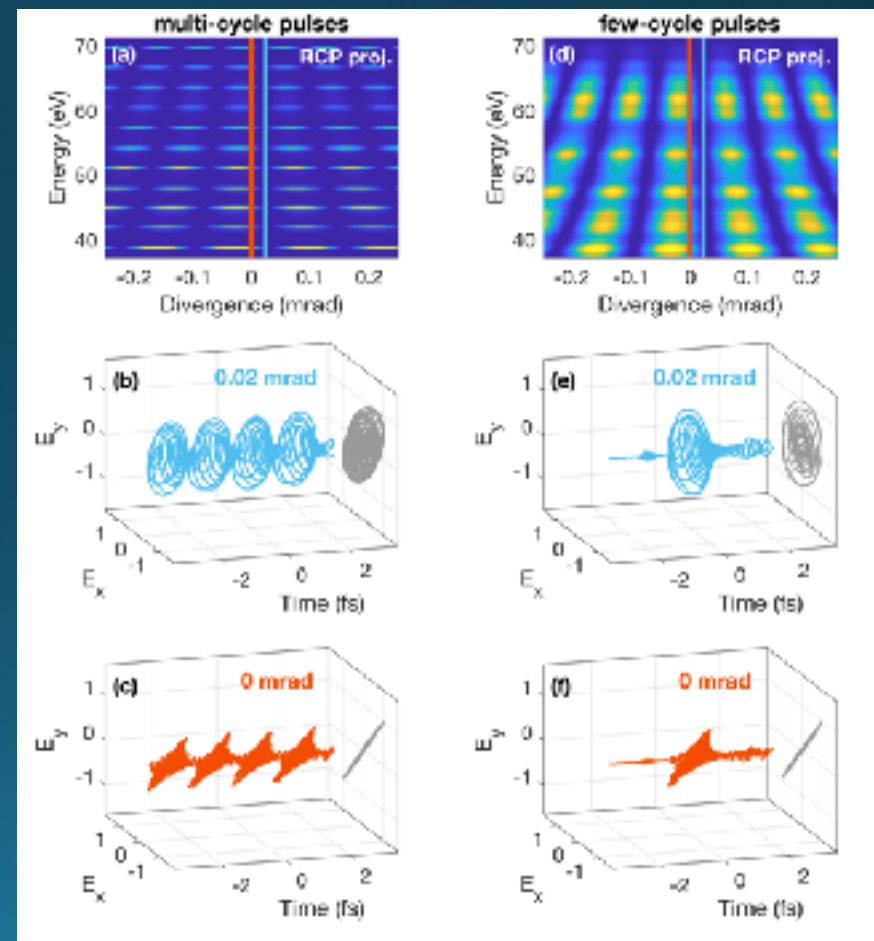 multi-cycle pulses
few-cycle pulses
(a)
RCP proj.
70
60
50
40
Energy (eV)
-0.2 -0.1 0 0.1 0.2
Divergence (mrad)
(d)
RCP proj.
70
60
50
40
Energy (eV)
-0.2 -0.1 0 0.1 0.2
Divergence (mrad)
(b)
0.02 mrad
1
0
-1
Ey
1
0
-1
Ex
-2 0 2
Time (fs)
(e)
0.02 mrad
1
0
-1
Ey
1
0
-1
Ex
-2 0 2
Time (fs)
(c)
0 mrad
1
0
-1
Ey
1
0
-1
Ex
-2 0 2
Time (fs)
(f)
0 mrad
1
0
-1
Ey
1
0
-1
Ex
-2 0 2
Time (fs)